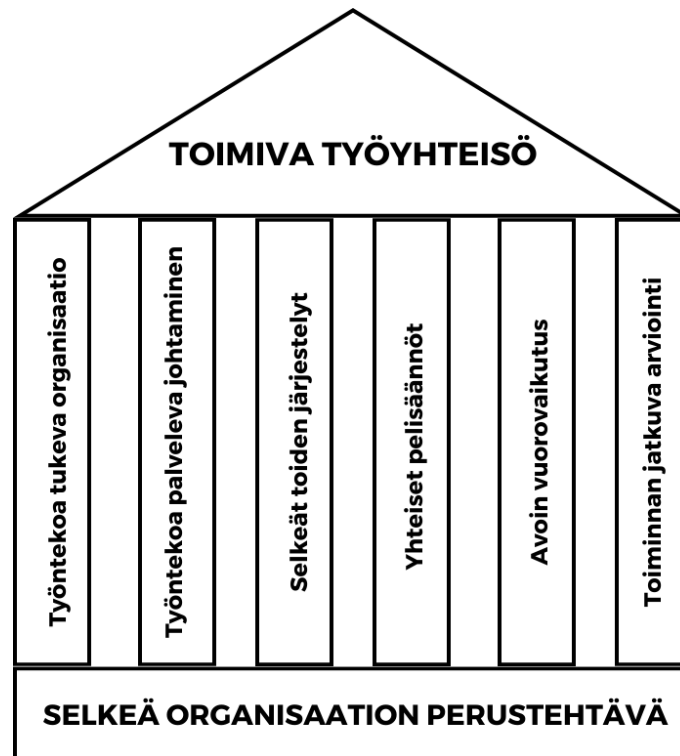 TOIMIVA TYÖYHTEISÖ
Työntekoa tukeva organisaatio
Työntekoa palveleva johtaminen
Selkeät töiden järjestelyt
Yhteiset pelisäännöt
Avoin vuorovaikutus
Toiminnan jatkuva arviointi
SELKEÄ ORGANISAATION PERUSTEHTÄVÄ